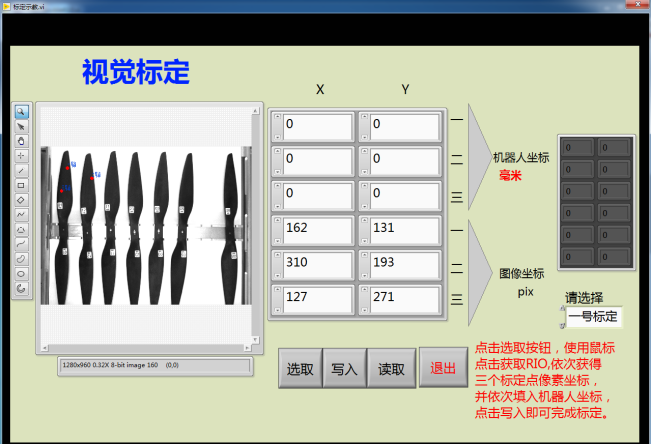 标定示教.vi
视觉标定
X Y
0 0 一
0 0 二
0 0 三
机器人坐标
毫米
162 131 一
310 193 二
127 271 三
图像坐标
pix
0 0
0 0
0 0
0 0
0 0
0 0
请选择
一号标定
1280x960 0.32X 8-bit image 160 (0,0)
选取 写入 读取 退出
点击选取按钮，使用鼠标
点击获取RIO,依次获得
三个标定点像素坐标，
并依次填入机器人坐标，
点击写入即可完成标定。